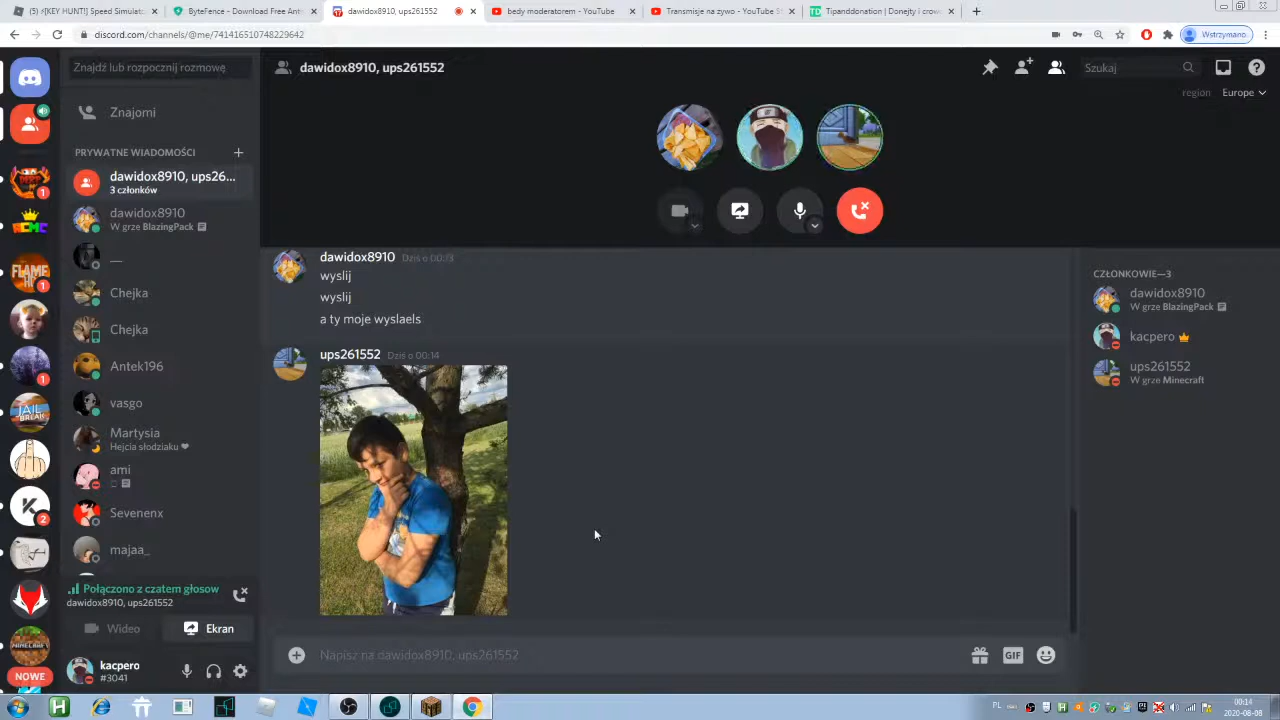 (5) ⚡[KEY HUNT!] Speed Simulat
ByteFence - Download Free Anti
dawidox8910, ups261552
bedy moderatorem - YouTube
Transmisje na żywo - YouTube S
Tipanddonation | Donejty i crow
discord.com/channels/@me/741416510748229642
Wstrzymano
Znajdź lub rozpocznij rozmowę
dawidox8910, ups261552
Szukaj
region Europe
Znajomi
PRYWATNE WIADOMOŚCI
dawidox8910, ups26...
3 członków
dawidox8910
W grze BlazingPack
__
Chejka
Chejka
Antek196
vasgo
Martysia
Hejcia słodziaku ❤
ami
Sevenenx
majaa_
Połączono z czatem głosow
dawidox8910, ups261552
Wideo
Ekran
kacpero
#3041
NOWE
dawidox8910 Dziś o 00:13
wyslij
wyslij
a ty moje wyslaels
ups261552 Dziś o 00:14
Napisz na dawidox8910, ups261552
GIF
CZŁONKOWIE—3
dawidox8910
W grze BlazingPack
kacpero
ups261552
W grze Minecraft
PL
00:14
2020-08-08